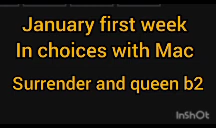 January first week
In choices with Mac
Surrender and queen b2
InShOt